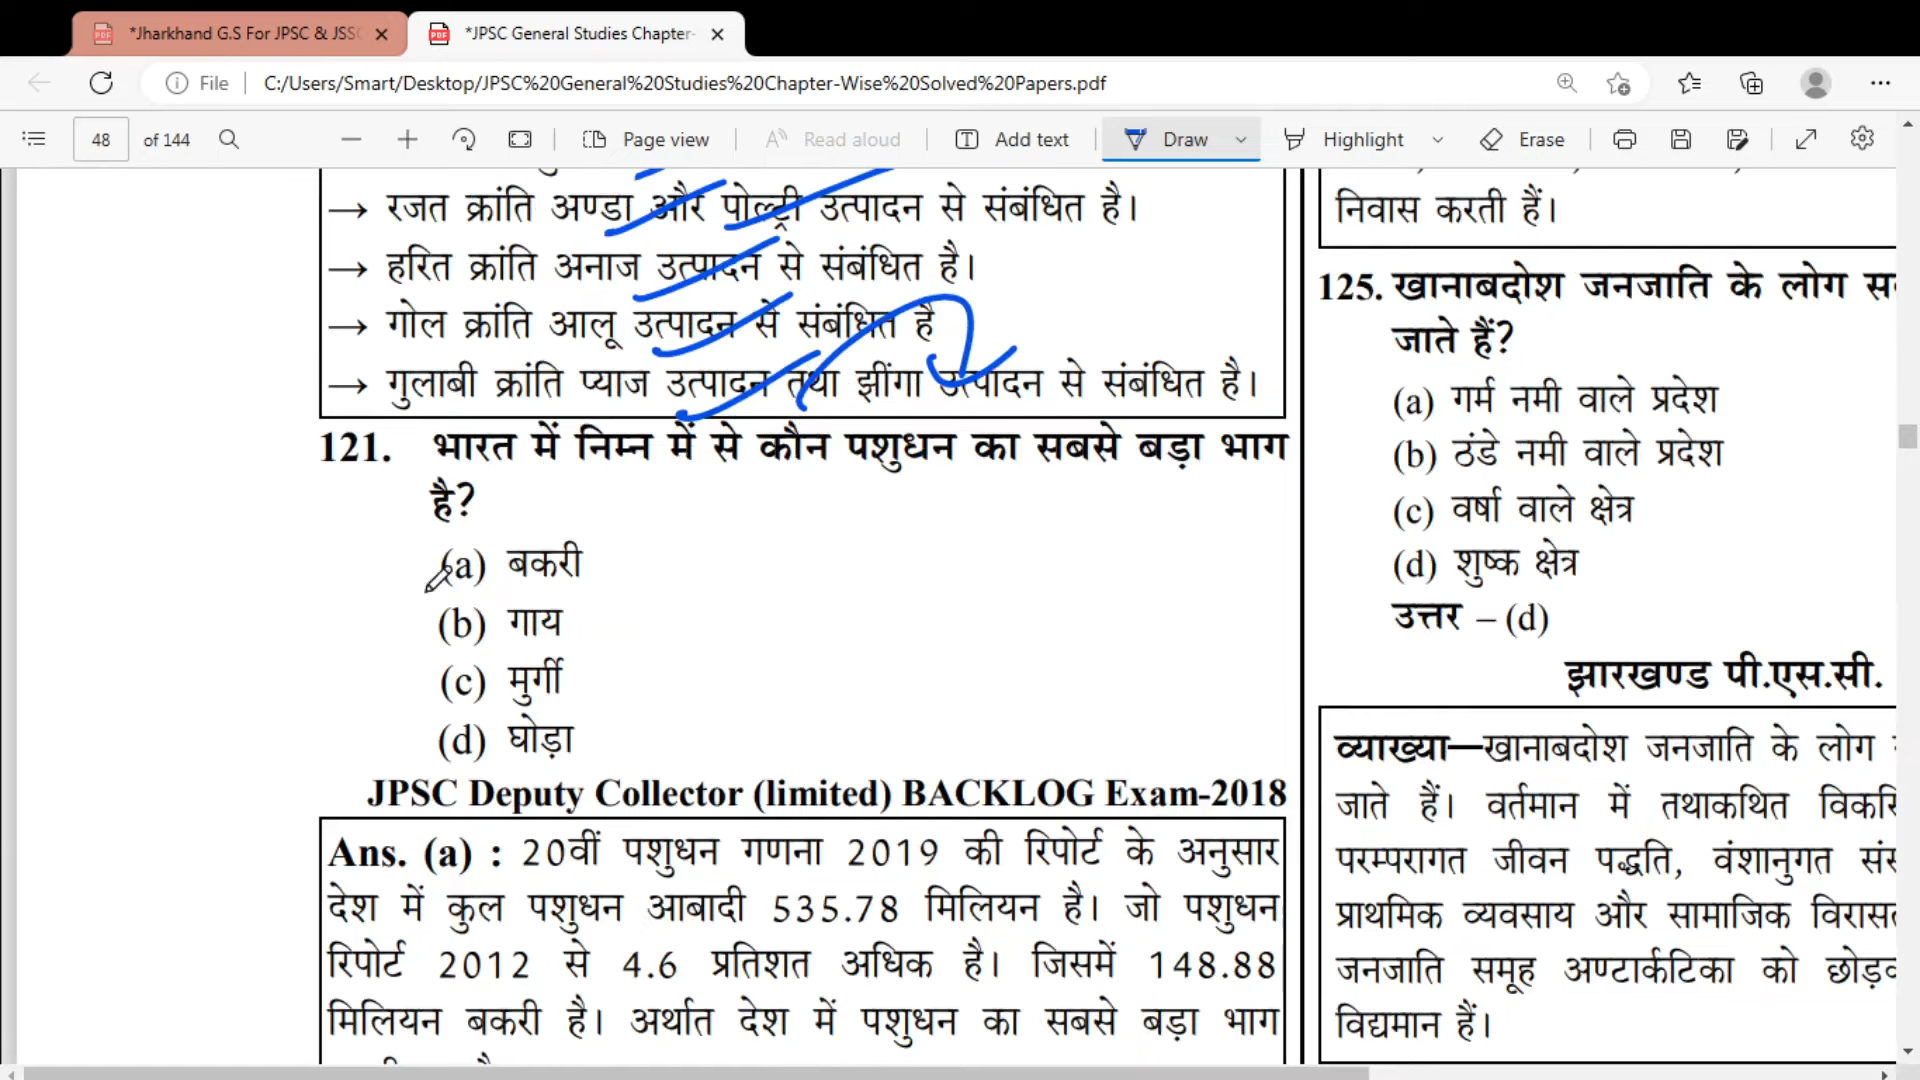 *Jharkhand G.S For JPSC & JSSC
*JPSC General Studies Chapter-
File
C:/Users/Smart/Desktop/JPSC%20General%20Studies%20Chapter-Wise%20Solved%20Papers.pdf
48 of 144
Page view
Read aloud
Add text
Draw
Highlight
Erase
→ रजत क्रांति अण्डा और पोल्ट्री उत्पादन से संबंधित है।
→ हरित क्रांति अनाज उत्पादन से संबंधित है।
→ गोल क्रांति आलू उत्पादन से संबंधित है
→ गुलाबी क्रांति प्याज उत्पादन तथा झींगा उत्पादन से संबंधित है।
121. भारत में निम्न में से कौन पशुधन का सबसे बड़ा भाग
है?
(a) बकरी
(b) गाय
(c) मुर्गी
(d) घोड़ा
JPSC Deputy Collector (limited) BACKLOG Exam-2018
Ans. (a) : 20वीं पशुधन गणना 2019 की रिपोर्ट के अनुसार
देश में कुल पशुधन आबादी 535.78 मिलियन है। जो पशुधन
रिपोर्ट 2012 से 4.6 प्रतिशत अधिक है। जिसमें 148.88
मिलियन बकरी है। अर्थात देश में पशुधन का सबसे बड़ा भाग
निवास करती हैं।
125. खानाबदोश जनजाति के लोग
जाते हैं?
(a) गर्म नमी वाले प्रदेश
(b) ठंडे नमी वाले प्रदेश
(c) वर्षा वाले क्षेत्र
(d) शुष्क क्षेत्र
उत्तर – (d)
झारखण्ड पी.एस.सी.
व्याख्या—खानाबदोश जनजाति के लोग
जाते हैं। वर्तमान में तथाकथित
परम्परागत जीवन पद्धति, वंशानुगत
प्राथमिक व्यवसाय और सामाजिक
जनजाति समूह अण्टार्कटिका को
विद्यमान हैं।